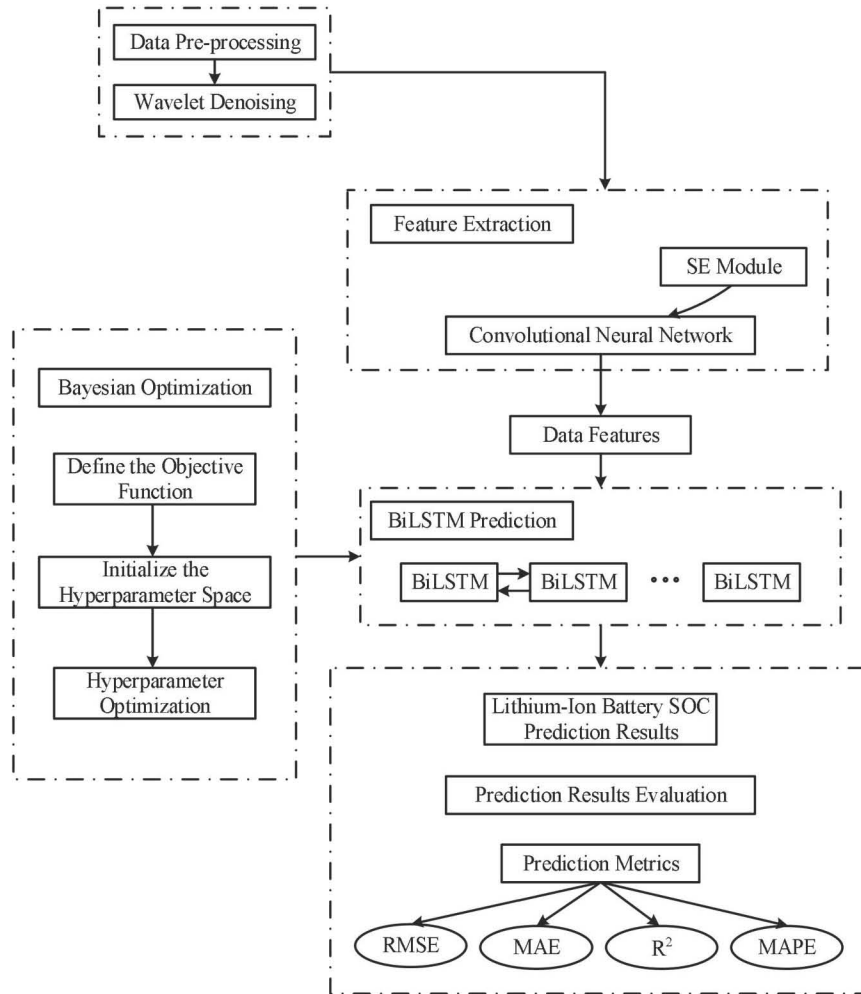 Data Pre-processing
Wavelet Denoising
Feature Extraction
SE Module
Convolutional Neural Network
Bayesian Optimization
Data Features
Define the Objective
Function
BiLSTM Prediction
Initialize the
Hyperparameter Space
BiLSTM
BiLSTM
BiLSTM
Hyperparameter
Optimization
Lithium-Ion Battery SOC
Prediction Results
Prediction Results Evaluation
Prediction Metrics
RMSE
MAE
R²
MAPE